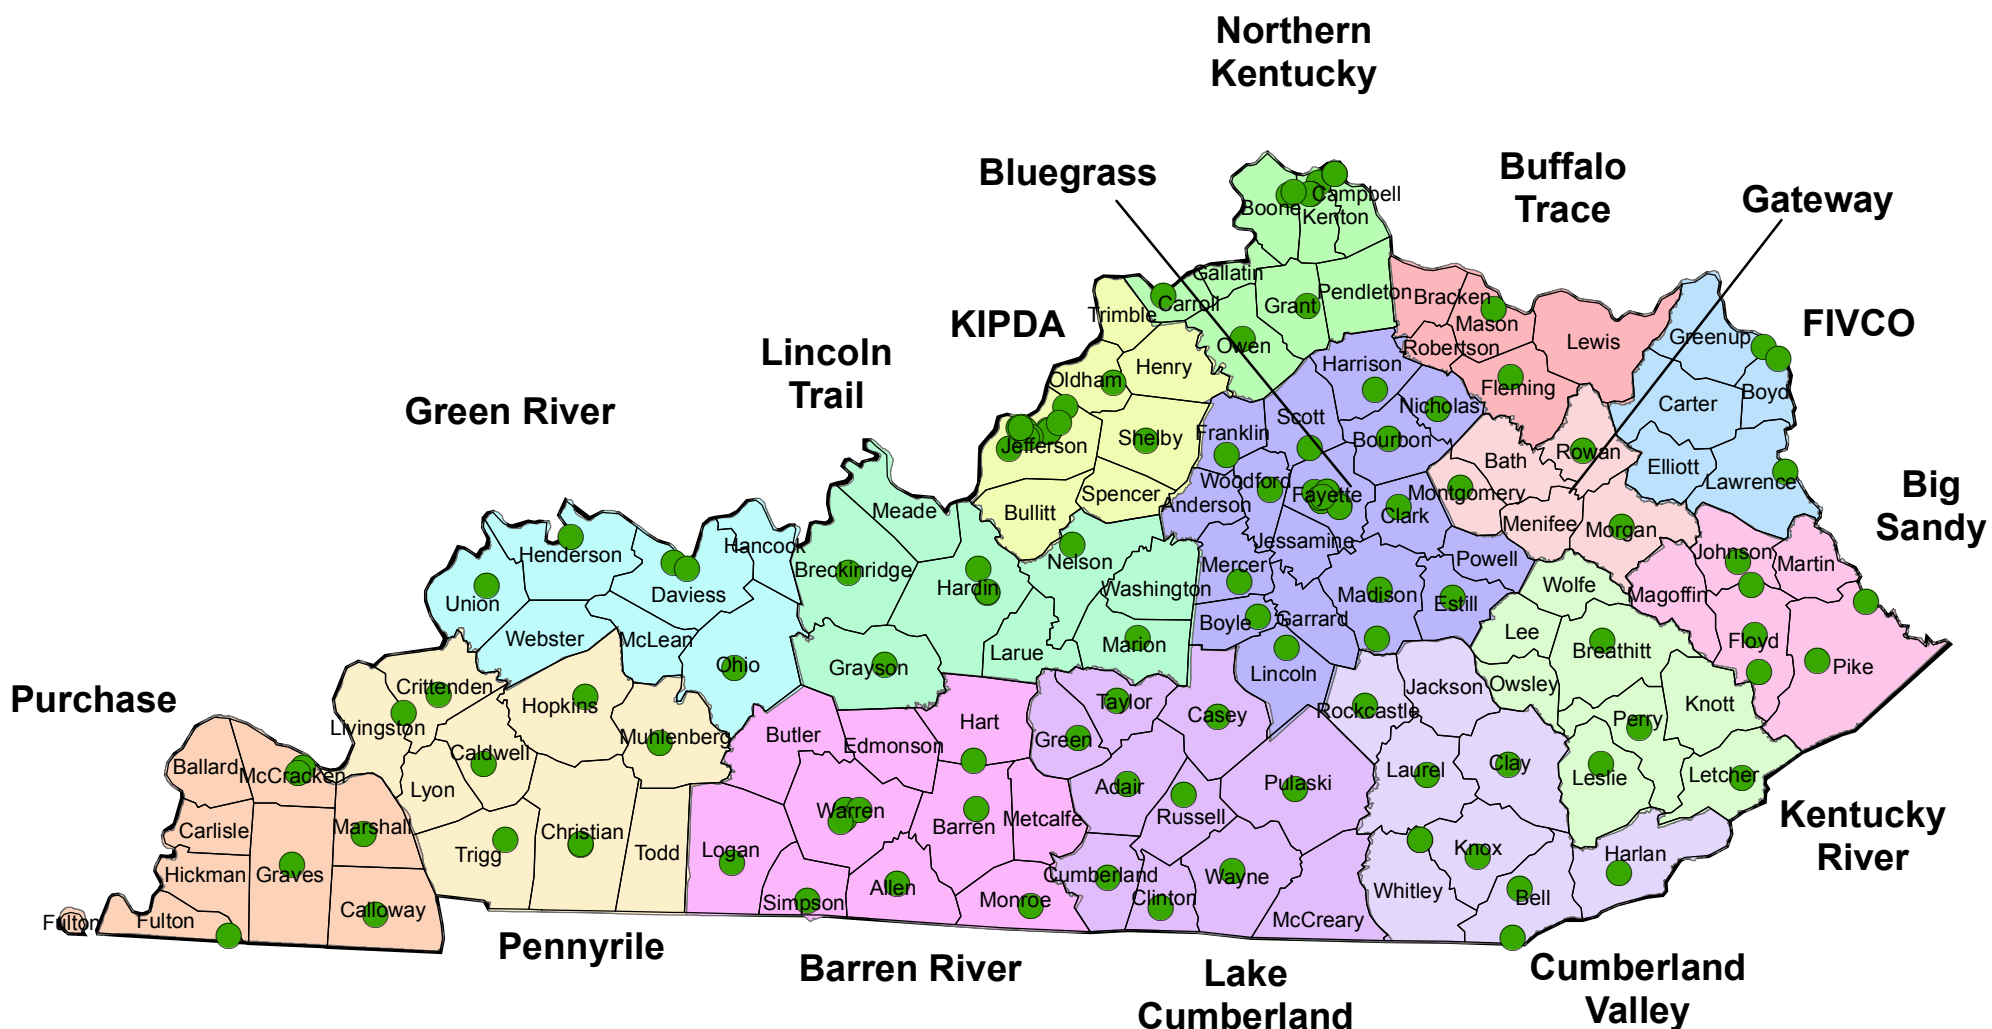 Northern
Kentucky
Bluegrass
Buffalo
Trace
Gateway
KIPDA
FIVCO
Lincoln
Trail
Green River
Big
Sandy
Purchase
Kentucky
River
Pennyrile
Barren River
Lake
Cumberland
Cumberland
Valley
Boone
Campbell
Kenton
Gallatin
Carroll
Grant
Pendleton
Owen
Bracken
Mason
Robertson
Lewis
Fleming
Greenup
Carter
Boyd
Elliott
Lawrence
Trimble
Henry
Oldham
Jefferson
Shelby
Spencer
Bullitt
Harrison
Nicholas
Scott
Bourbon
Franklin
Woodford
Fayette
Anderson
Clark
Jessamine
Mercer
Madison
Powell
Estill
Boyle
Garrard
Lincoln
Rowan
Bath
Montgomery
Menifee
Morgan
Johnson
Martin
Magoffin
Floyd
Pike
Wolfe
Lee
Breathitt
Owsley
Perry
Knott
Leslie
Letcher
Meade
Breckinridge
Hardin
Nelson
Washington
Larue
Marion
Grayson
Hancock
Henderson
Daviess
Union
Webster
McLean
Ohio
Crittenden
Livingston
Hopkins
Muhlenberg
Caldwell
Lyon
Trigg
Christian
Todd
Ballard
McCracken
Carlisle
Marshall
Hickman
Graves
Calloway
Fulton
Fulton
Butler
Edmonson
Hart
Warren
Barren
Metcalfe
Logan
Simpson
Allen
Monroe
Taylor
Green
Casey
Adair
Russell
Pulaski
Cumberland
Clinton
Wayne
McCreary
Rockcastle
Jackson
Laurel
Clay
Knox
Whitley
Bell
Harlan